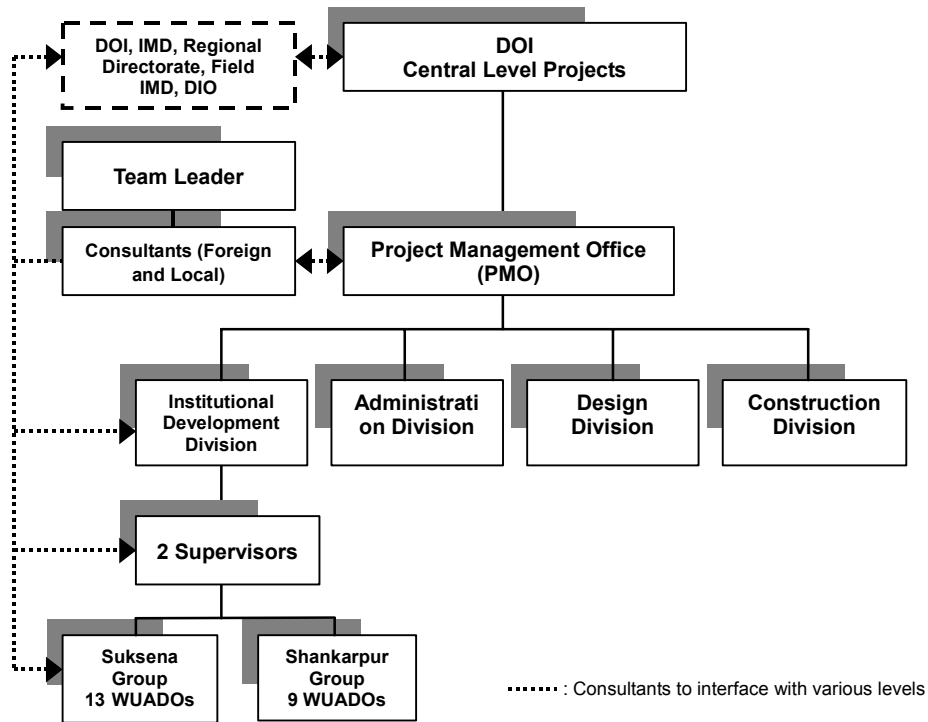 DOI, IMD, Regional
Directorate, Field
IMD, DIO
DOI
Central Level Projects
Team Leader
Consultants (Foreign
and Local)
Project Management Office
(PMO)
Institutional
Development
Division
Administrati
on Division
Design
Division
Construction
Division
2 Supervisors
Suksena
Group
13 WUADOs
Shankarpur
Group
9 WUADOs
: Consultants to interface with various levels